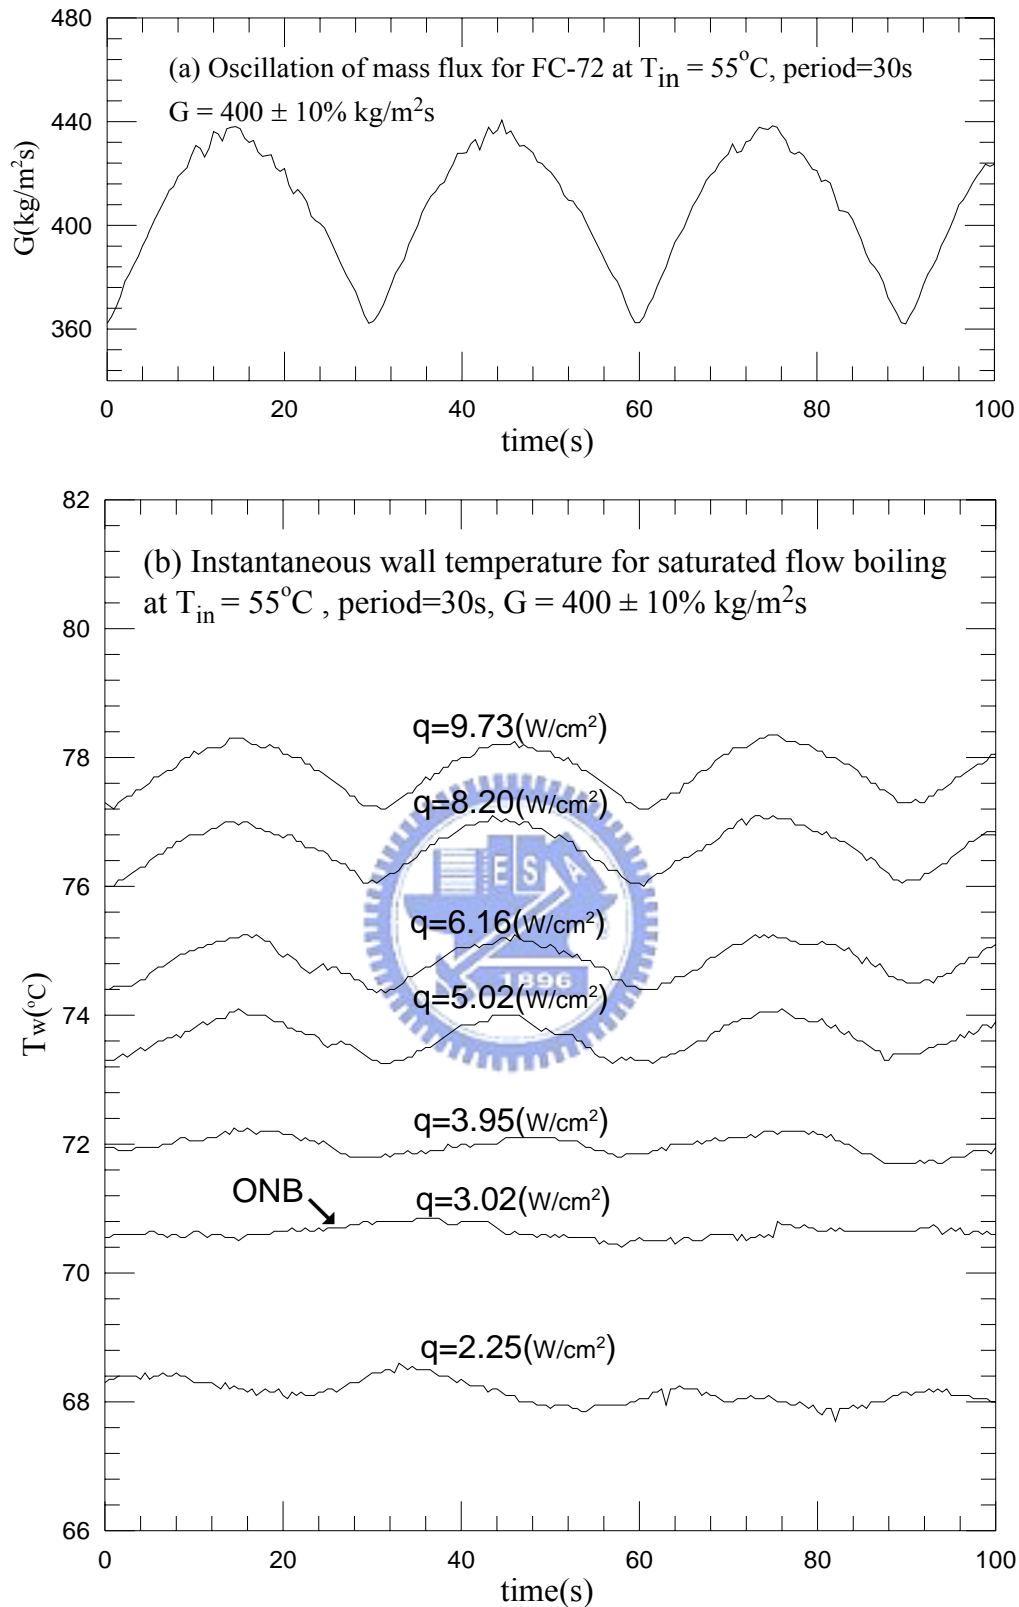 480
(a) Oscillation of mass flux for FC-72 at Tin = 55°C, period=30s
G = 400 ± 10% kg/m²s
440
G(kg/m²s)
400
360
0 20 40 60 80 100
time(s)
82
(b) Instantaneous wall temperature for saturated flow boiling
at Tin = 55°C , period=30s, G = 400 ± 10% kg/m²s
80
q=9.73(W/cm²)
78
q=8.20(W/cm²)
ESA
76
q=6.16(W/cm²)
1896
q=5.02(W/cm²)
74
Tw(°C)
q=3.95(W/cm²)
72
ONB
q=3.02(W/cm²)
70
q=2.25(W/cm²)
68
66
0 20 40 60 80 100
time(s)